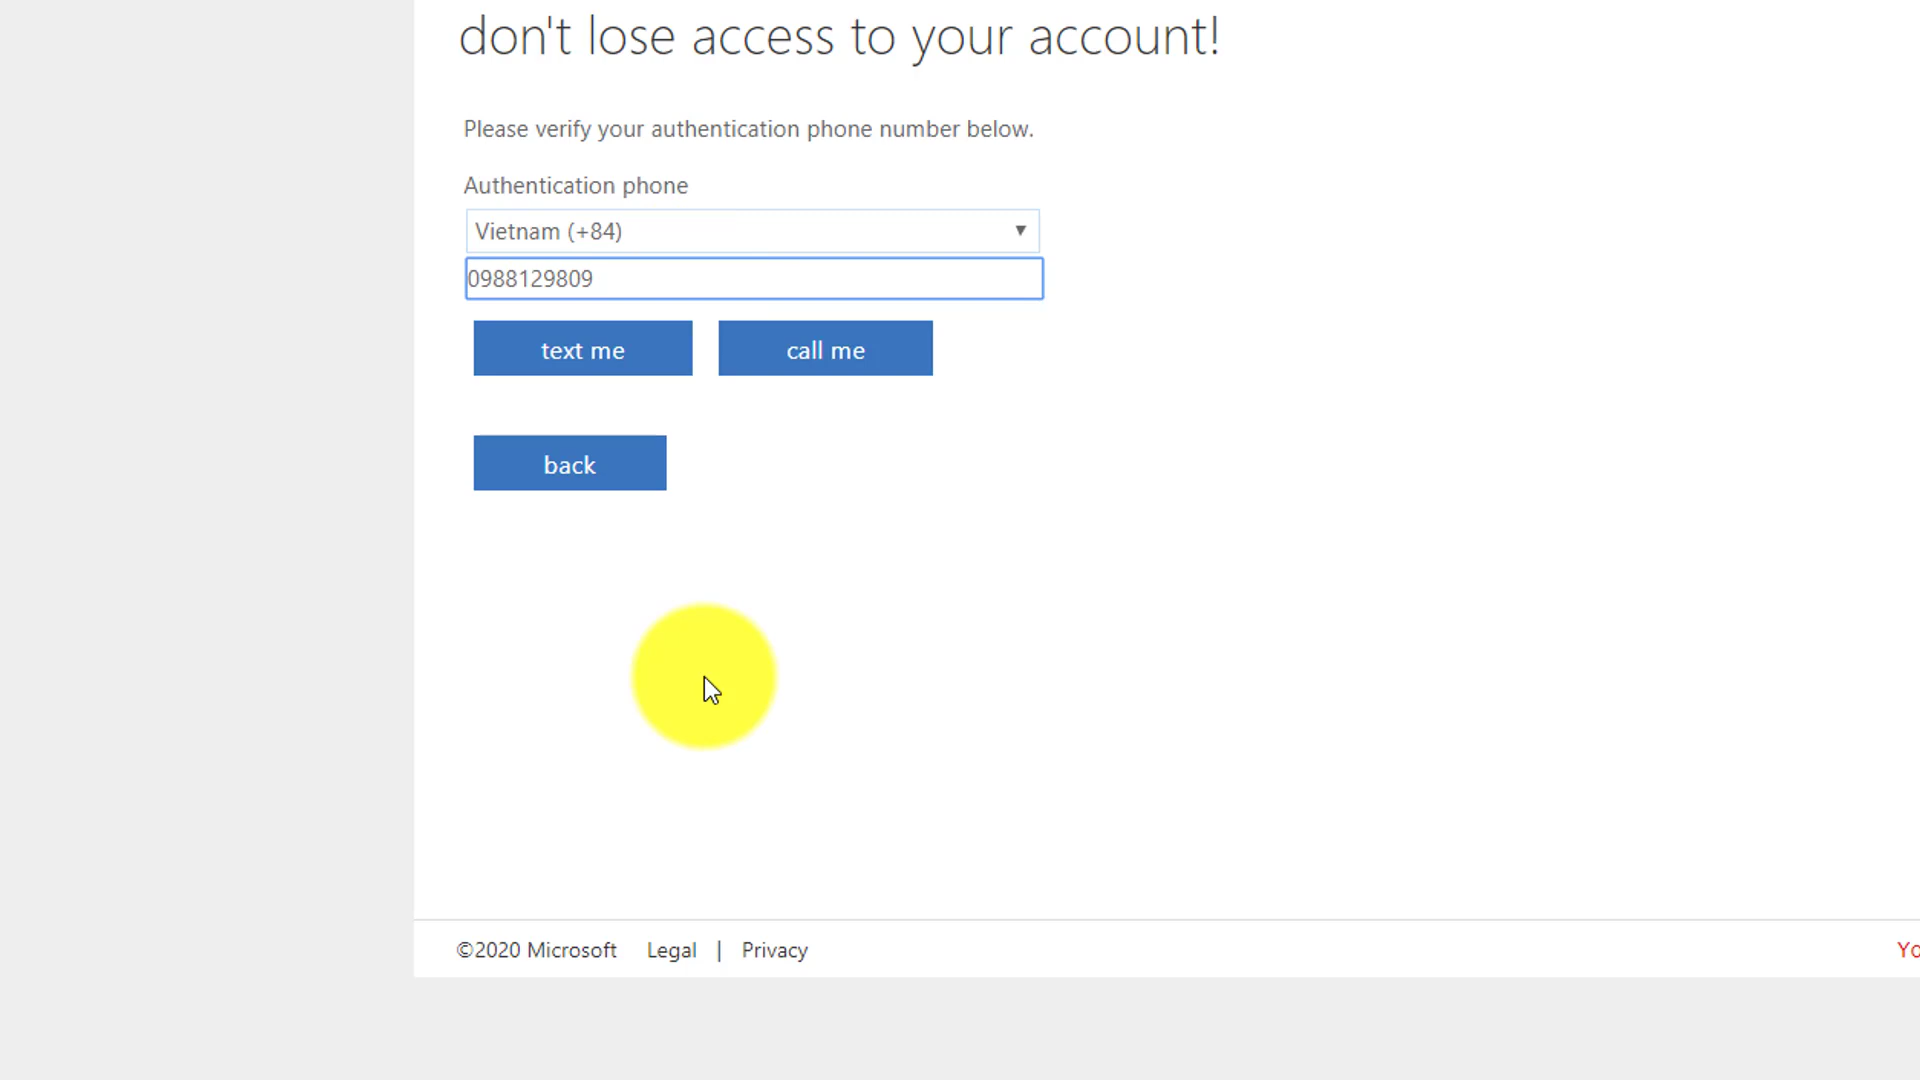 don't lose access to your account!
Please verify your authentication phone number below.
Authentication phone
Vietnam (+84)
0988129809
text me call me
back
©2020 Microsoft Legal | Privacy